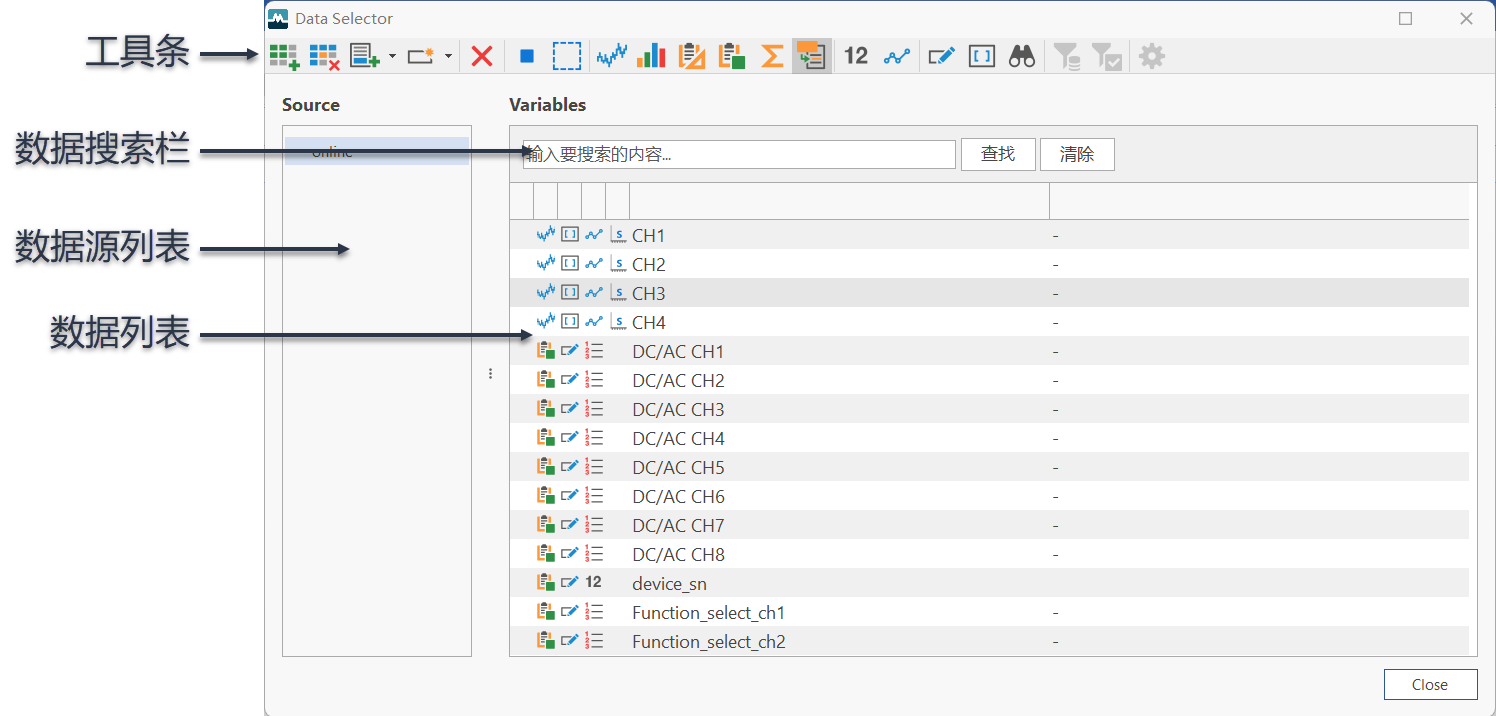 Data Selector
工具条
12
Source
Variables
数据搜索栏
online
输入要搜索的内容...
查找
清除
数据源列表
数据列表
CH1 -
CH2 -
CH3 -
CH4 -
DC/AC CH1 -
DC/AC CH2 -
DC/AC CH3 -
DC/AC CH4 -
DC/AC CH5 -
DC/AC CH6 -
DC/AC CH7 -
DC/AC CH8 -
12 device_sn
Function_select_ch1 -
Function_select_ch2 -
Close